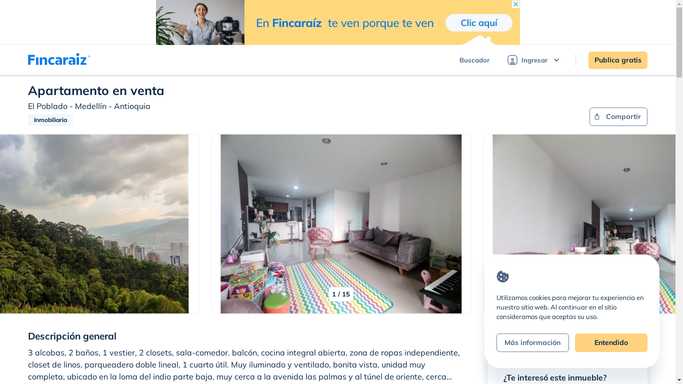 En Fincaraíz te ven porque te ven
Clic aquí
Fincaraíz
Buscador
Ingresar
Publica gratis
Apartamento en venta
El Poblado - Medellín - Antioquia
Inmobiliaria
Compartir
1 / 15
Utilizamos cookies para mejorar tu experiencia en
nuestro sitio web. Al continuar en el sitio
consideramos que aceptas su uso.
Más información
Entendido
Descripción general
3 alcobas, 2 baños, 1 vestier, 2 closets, sala-comedor, balcón, cocina integral abierta, zona de ropas independiente,
closet de linos, parqueadero doble lineal, 1 cuarto útil. Muy iluminado y ventilado, bonita vista, unidad muy
completa, ubicado en la loma del indio parte baja, muy cerca a la avenida las palmas y al túnel de oriente, cerca...
¿Te interesó este inmueble?